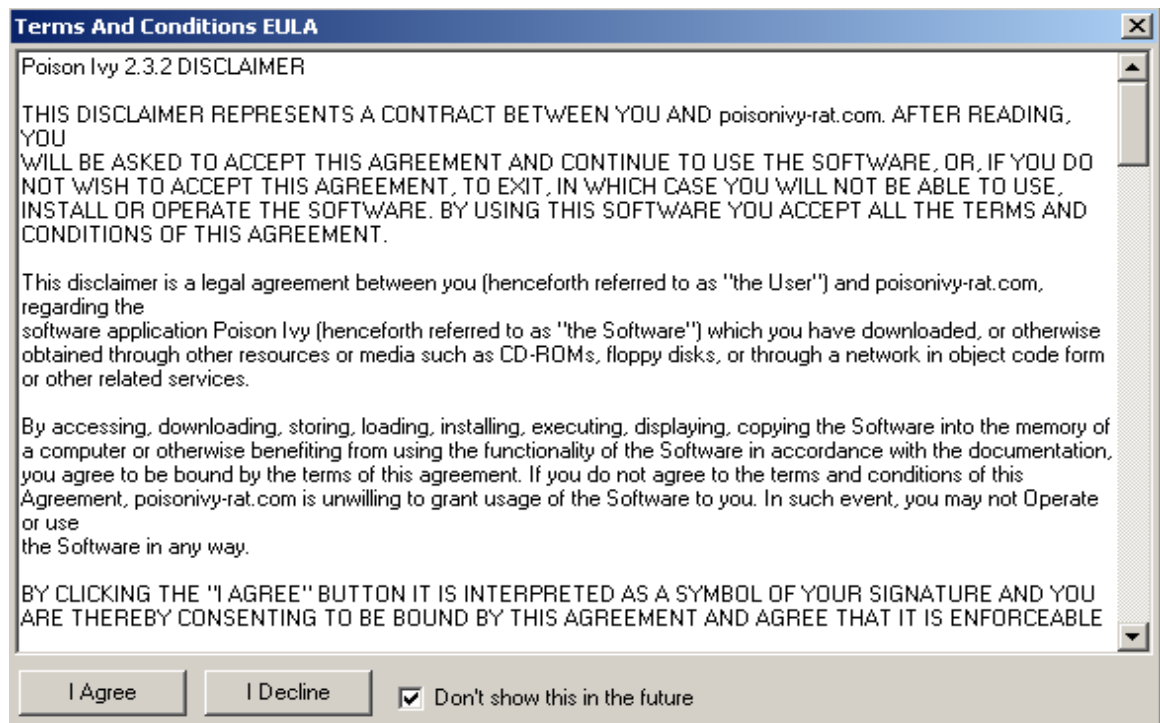 Terms And Conditions EULA
Poison Ivy 2.3.2 DISCLAIMER
THIS DISCLAIMER REPRESENTS A CONTRACT BETWEEN YOU AND poisonivy-rat.com. AFTER READING,
YOU
WILL BE ASKED TO ACCEPT THIS AGREEMENT AND CONTINUE TO USE THE SOFTWARE, OR, IF YOU DO
NOT WISH TO ACCEPT THIS AGREEMENT, TO EXIT, IN WHICH CASE YOU WILL NOT BE ABLE TO USE,
INSTALL OR OPERATE THE SOFTWARE. BY USING THIS SOFTWARE YOU ACCEPT ALL THE TERMS AND
CONDITIONS OF THIS AGREEMENT.
This disclaimer is a legal agreement between you (henceforth referred to as "the User") and poisonivy-rat.com,
regarding the
software application Poison Ivy (henceforth referred to as "the Software") which you have downloaded, or otherwise
obtained through other resources or media such as CD-ROMs, floppy disks, or through a network in object code form
or other related services.
By accessing, downloading, storing, loading, installing, executing, displaying, copying the Software into the memory of
a computer or otherwise benefiting from using the functionality of the Software in accordance with the documentation,
you agree to be bound by the terms of this agreement. If you do not agree to the terms and conditions of this
Agreement, poisonivy-rat.com is unwilling to grant usage of the Software to you. In such event, you may not Operate
or use
the Software in any way.
BY CLICKING THE "I AGREE" BUTTON IT IS INTERPRETED AS A SYMBOL OF YOUR SIGNATURE AND YOU
ARE THEREBY CONSENTING TO BE BOUND BY THIS AGREEMENT AND AGREE THAT IT IS ENFORCEABLE
I Agree
I Decline
Don't show this in the future